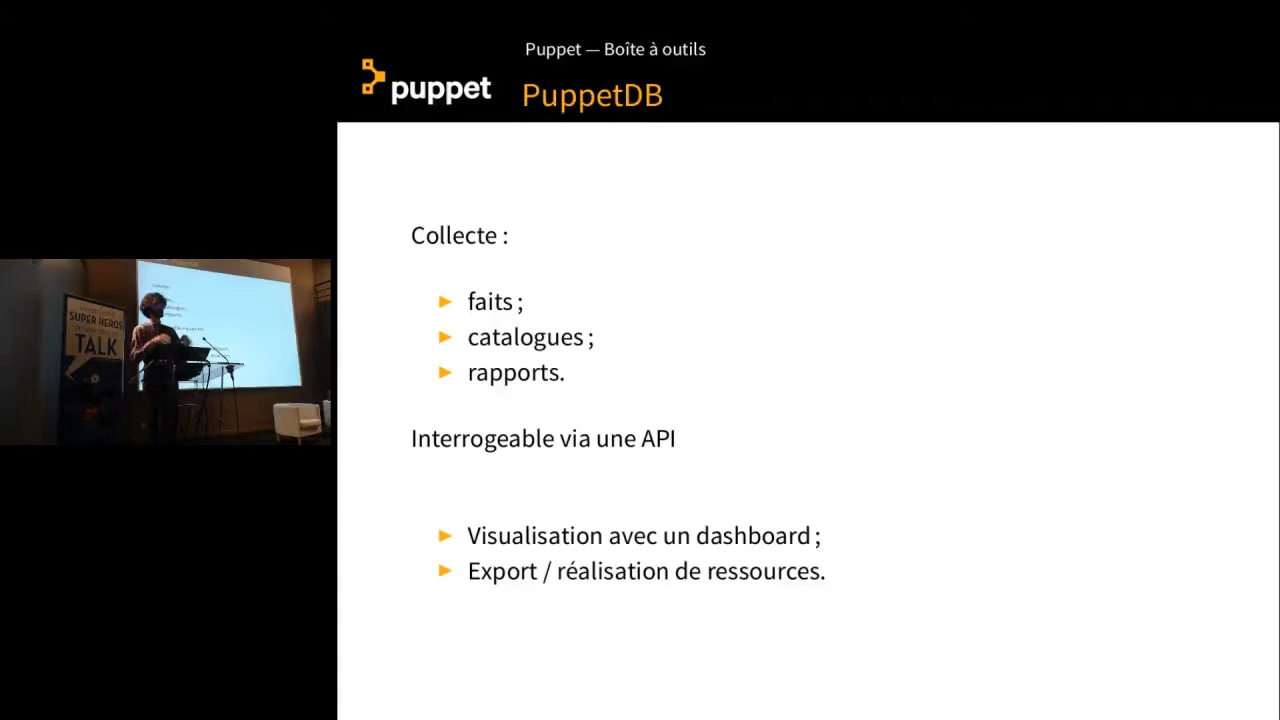 Puppet — Boîte à outils
puppet
PuppetDB
Collecte :
► faits ;
► catalogues ;
► rapports.
Interrogeable via une API
► Visualisation avec un dashboard ;
► Export / réalisation de ressources.
SUPER HEROS
TALK